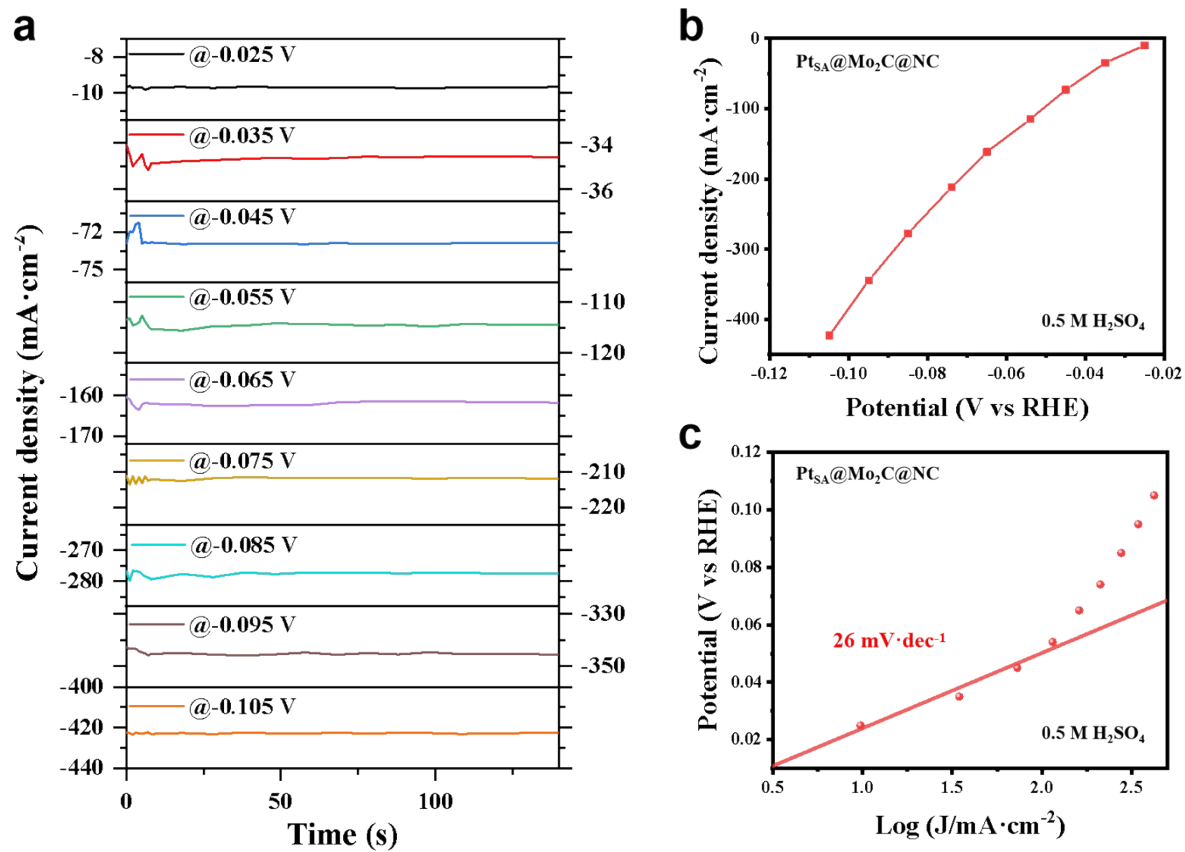 a
Current density (mA·cm⁻²)
@-0.025 V
-8
-10
@-0.035 V
-34
-36
@-0.045 V
-72
-75
@-0.055 V
-110
-120
@-0.065 V
-160
-170
@-0.075 V
-210
-220
@-0.085 V
-270
-280
@-0.095 V
-330
-350
@-0.105 V
-400
-420
-440
0 50 100
Time (s)
b
Current density (mA·cm⁻²)
Pt_SA@Mo₂C@NC
0
-100
-200
-300
-400
0.5 M H₂SO₄
-0.12 -0.10 -0.08 -0.06 -0.04 -0.02
Potential (V vs RHE)
c
Potential (V vs RHE)
Pt_SA@Mo₂C@NC
0.12
0.10
0.08
0.06
0.04
0.02
26 mV·dec⁻¹
0.5 M H₂SO₄
0.5 1.0 1.5 2.0 2.5
Log (J/mA·cm⁻²)